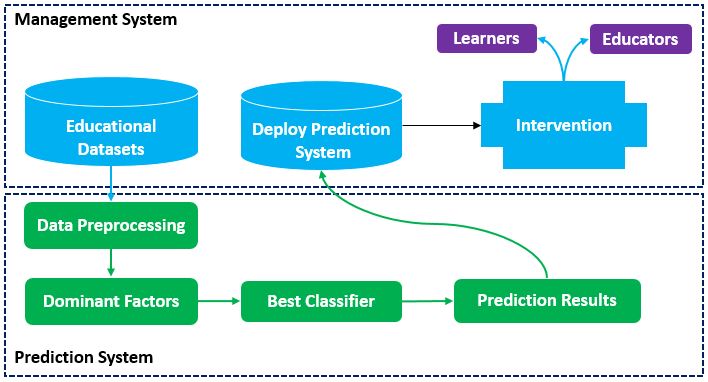 Management System
Learners
Educators
Educational
Datasets
Deploy Prediction
System
Intervention
Data Preprocessing
Dominant Factors
Best Classifier
Prediction Results
Prediction System